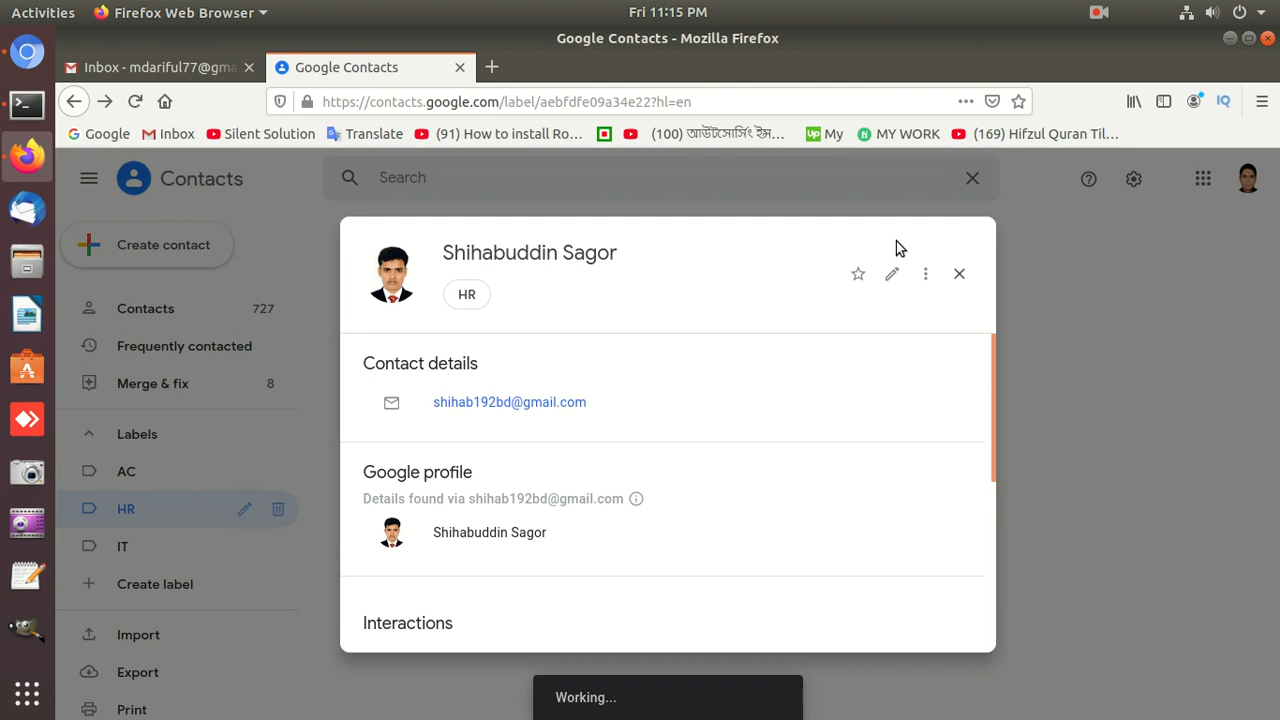 Activities
Firefox Web Browser
Fri 11:15 PM
Google Contacts - Mozilla Firefox
Inbox - mdariful77@gma
Google Contacts
https://contacts.google.com/label/aebfdfe09a34e22?hl=en
IQ
Google
Inbox
Silent Solution
Translate
(91) How to install Ro...
(100) আউটসোর্সিং ইন্স...
Up My
fi MY WORK
(169) Hifzul Quran Til...
Contacts
Search
Create contact
Contacts 727
Frequently contacted
Merge & fix 8
Labels
AC
HR
IT
Create label
Import
Export
Print
Shihabuddin Sagor
HR
Contact details
shihab192bd@gmail.com
Google profile
Details found via shihab192bd@gmail.com
Shihabuddin Sagor
Interactions
Working...